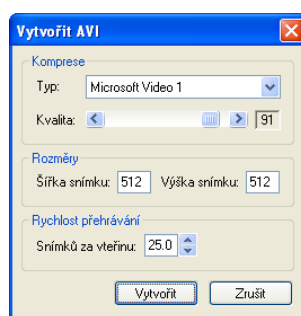 Vytvořit AVI
Komprese
Typ: Microsoft Video 1
Kvalita: 91
Rozměry
Šířka snímku: 512 Výška snímku: 512
Rychlost přehrávání
Snímků za vteřinu: 25.0
Vytvořit Zrušit